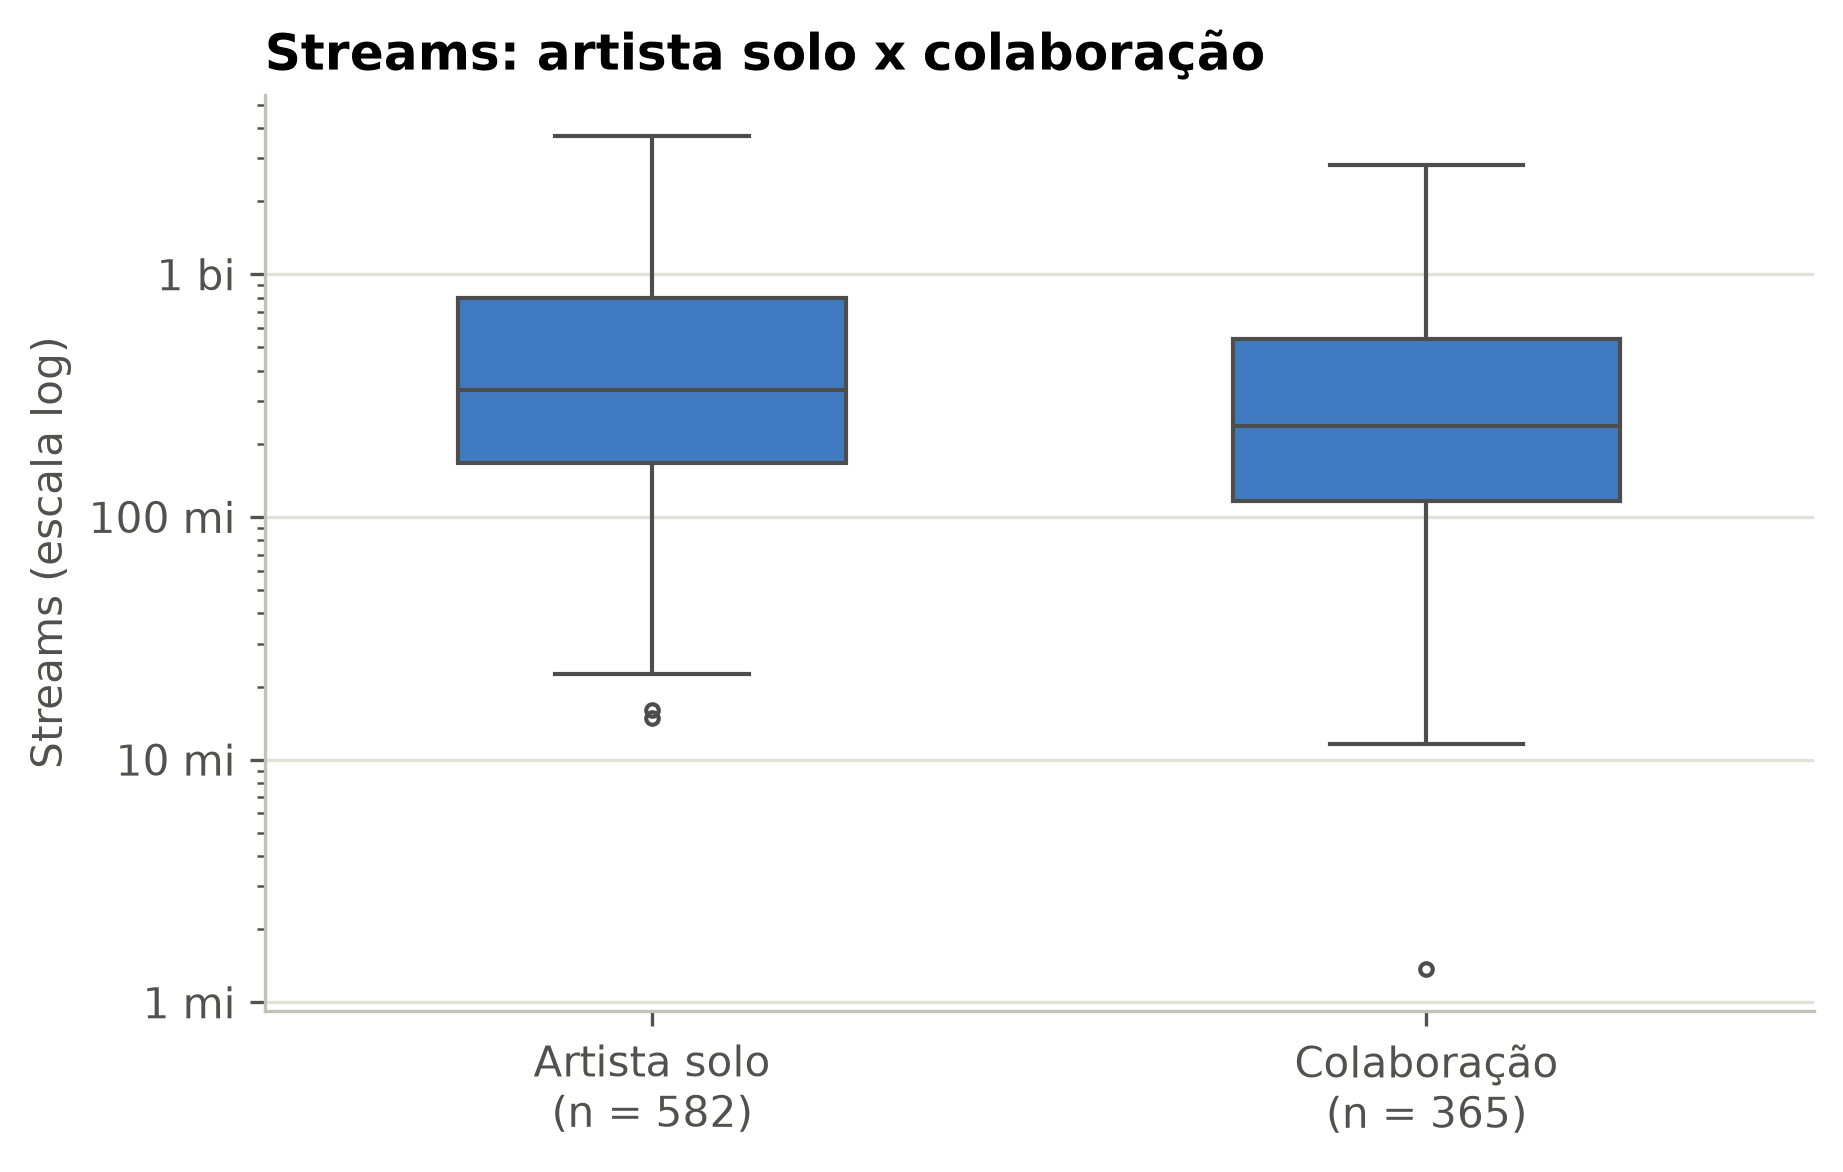 Streams: artista solo x colaboração
Streams (escala log)
1 bi
100 mi
10 mi
1 mi
Artista solo
(n = 582)
Colaboração
(n = 365)